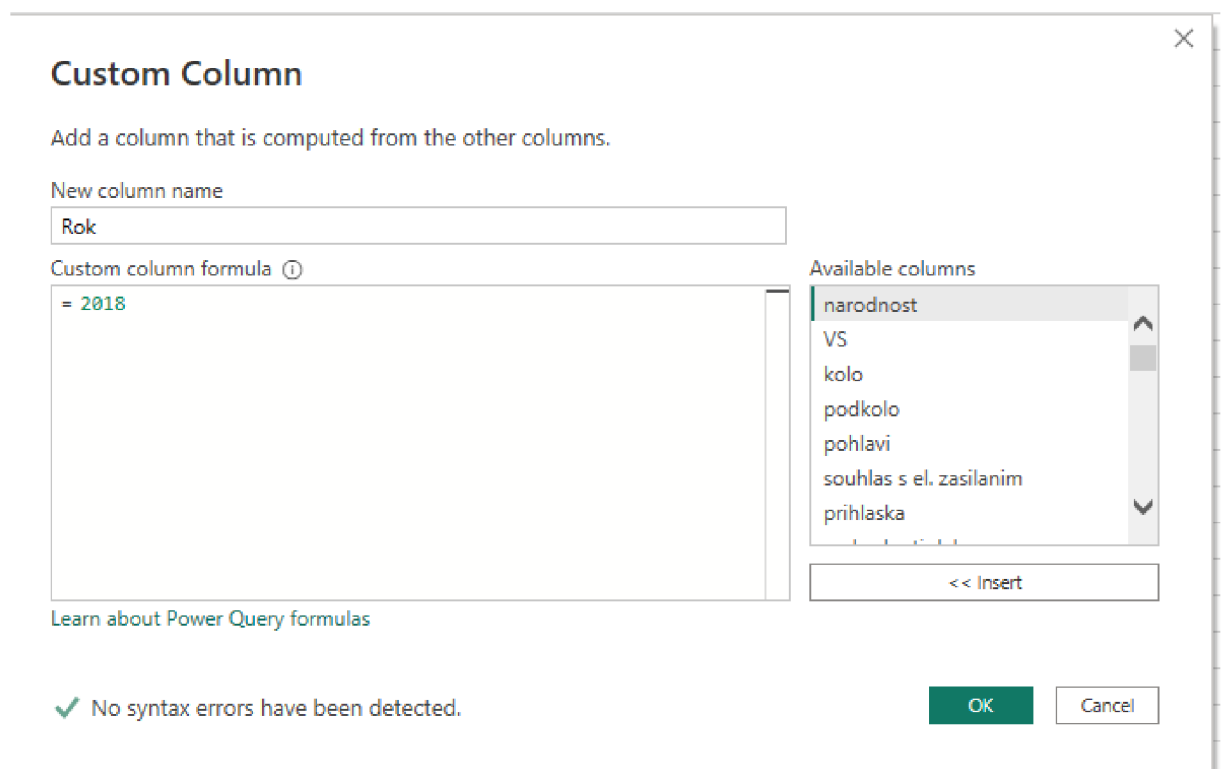 Custom Column
Add a column that is computed from the other columns.
New column name
Rok
Custom column formula
= 2018
Available columns
narodnost
VS
kolo
podkolo
pohlavi
souhlas s el. zasilanim
prihlaska
<< Insert
Learn about Power Query formulas
No syntax errors have been detected.
OK
Cancel